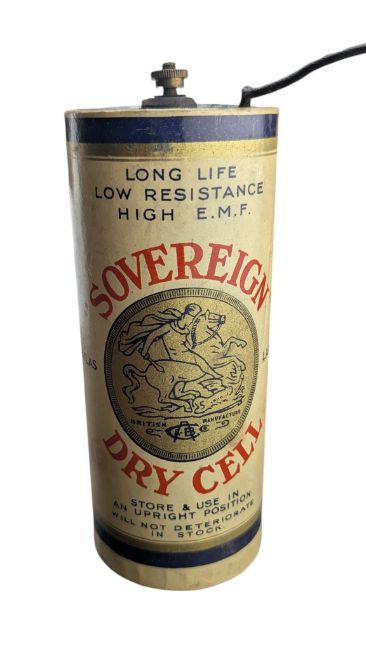 LONG LIFE
LOW RESISTANCE
HIGH E.M.F.
SOVEREIGN
BRITISH MANUFACTURE
DRY CELL
STORE & USE IN
AN UPRIGHT POSITION
WILL NOT DETERIORATE
IN STOCK.